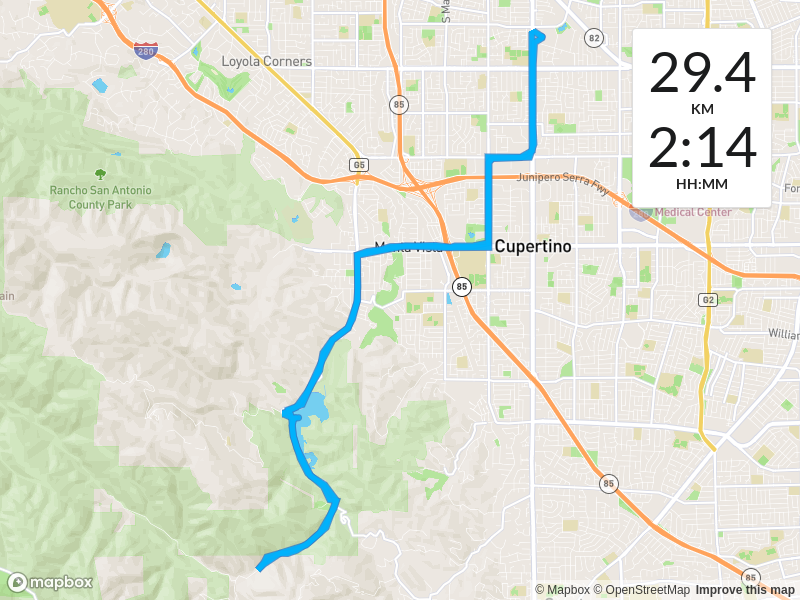 S Ma
82
280
Loyola Corners
85
29.4
KM
2:14
HH:MM
G5
Junipero Serra Fwy
Rancho San Antonio
County Park
For
Medical Center
Monta Vista
Cupertino
85
ain
G2
William
85
85
mapbox
© Mapbox © OpenStreetMap Improve this map